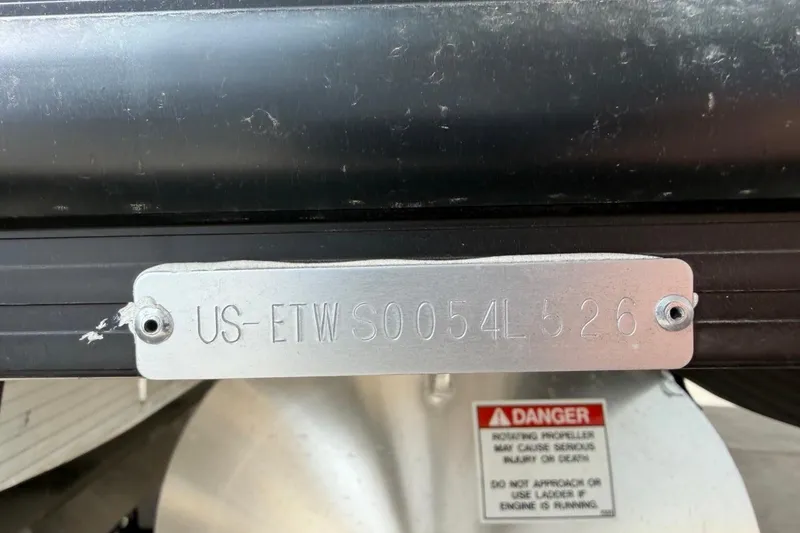 US-ETWS0054L526
DANGER
ROTATING PROPELLER
MAY CAUSE SERIOUS
INJURY OR DEATH
DO NOT APPROACH OR
USE LADDER IF
ENGINE IS RUNNING.